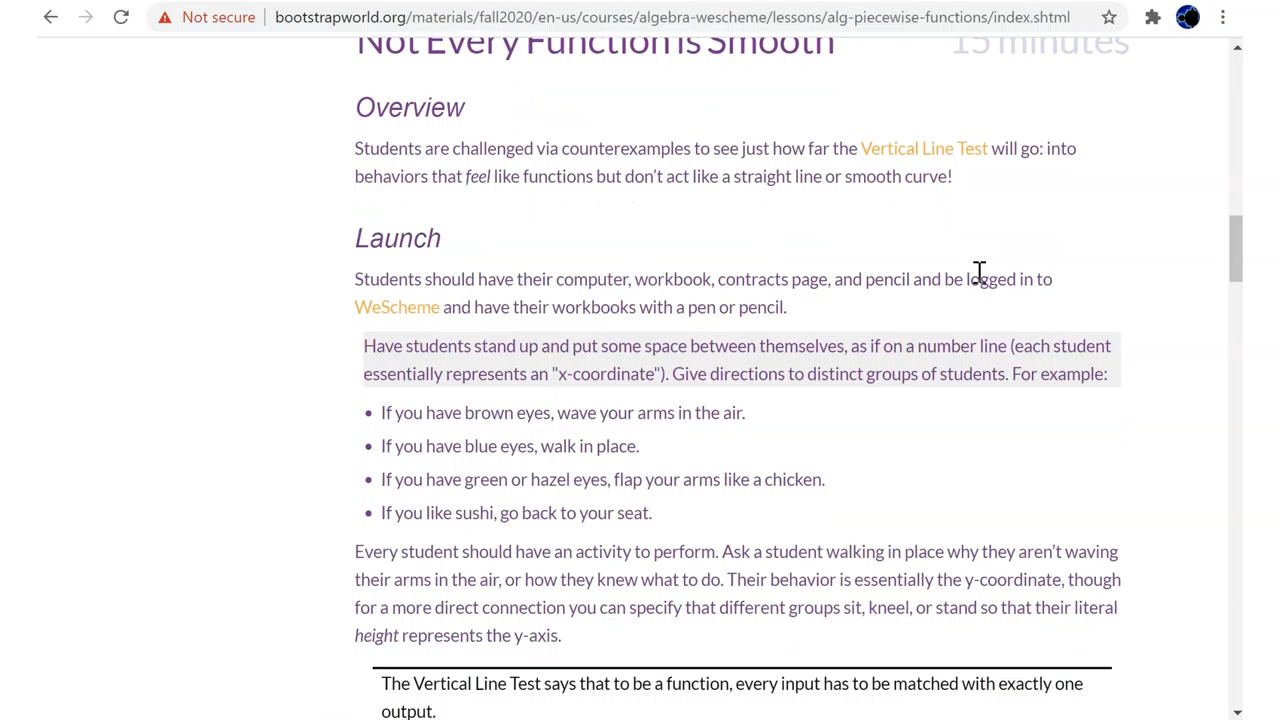 Not secure
bootstrapworld.org/materials/fall2020/en-us/courses/algebra-wescheme/lessons/alg-piecewise-functions/index.shtml
Not Every Function is Smooth 15 minutes
Overview
Students are challenged via counterexamples to see just how far the Vertical Line Test will go: into
behaviors that feel like functions but don’t act like a straight line or smooth curve!
Launch
Students should have their computer, workbook, contracts page, and pencil and be logged in to
WeScheme and have their workbooks with a pen or pencil.
Have students stand up and put some space between themselves, as if on a number line (each student
essentially represents an "x-coordinate"). Give directions to distinct groups of students. For example:
• If you have brown eyes, wave your arms in the air.
• If you have blue eyes, walk in place.
• If you have green or hazel eyes, flap your arms like a chicken.
• If you like sushi, go back to your seat.
Every student should have an activity to perform. Ask a student walking in place why they aren’t waving
their arms in the air, or how they knew what to do. Their behavior is essentially the y-coordinate, though
for a more direct connection you can specify that different groups sit, kneel, or stand so that their literal
height represents the y-axis.
The Vertical Line Test says that to be a function, every input has to be matched with exactly one
output.